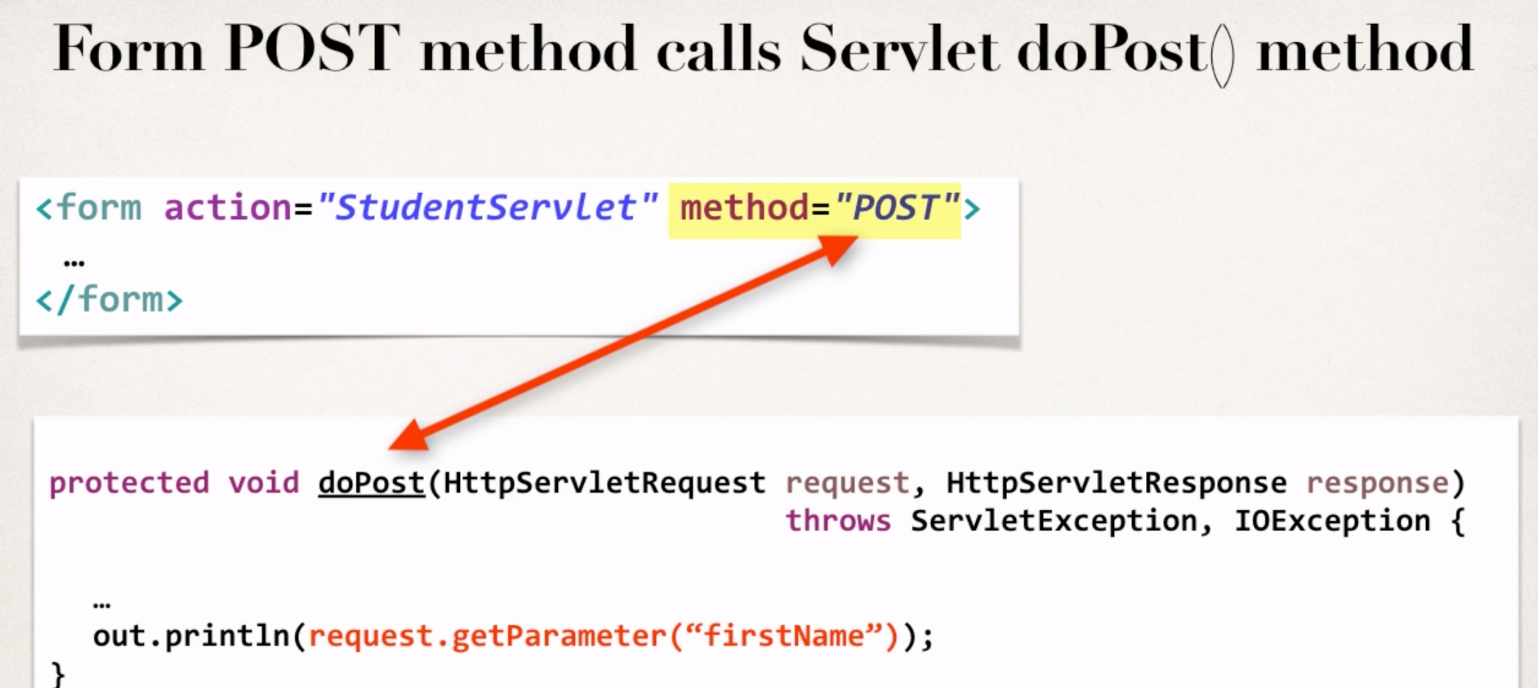 Form POST method calls Servlet doPost() method
<form action="StudentServlet" method="POST">
…
</form>
protected void doPost(HttpServletRequest request, HttpServletResponse response)
throws ServletException, IOException {
…
out.println(request.getParameter(“firstName”));
}